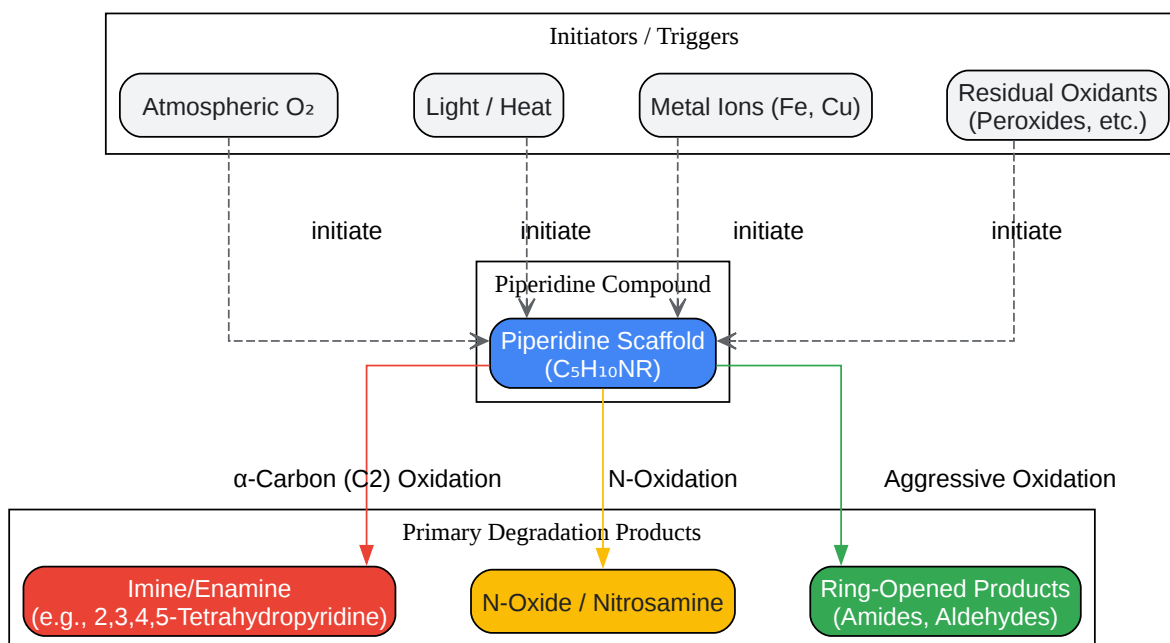 Initiators / Triggers
Atmospheric O₂
Light / Heat
Metal Ions (Fe, Cu)
Residual Oxidants
(Peroxides, etc.)
initiate
initiate
initiate
initiate
Piperidine Compound
Piperidine Scaffold
(C₅H₁₀NR)
α-Carbon (C2) Oxidation
N-Oxidation
Aggressive Oxidation
Primary Degradation Products
Imine/Enamine
(e.g., 2,3,4,5-Tetrahydropyridine)
N-Oxide / Nitrosamine
Ring-Opened Products
(Amides, Aldehydes)